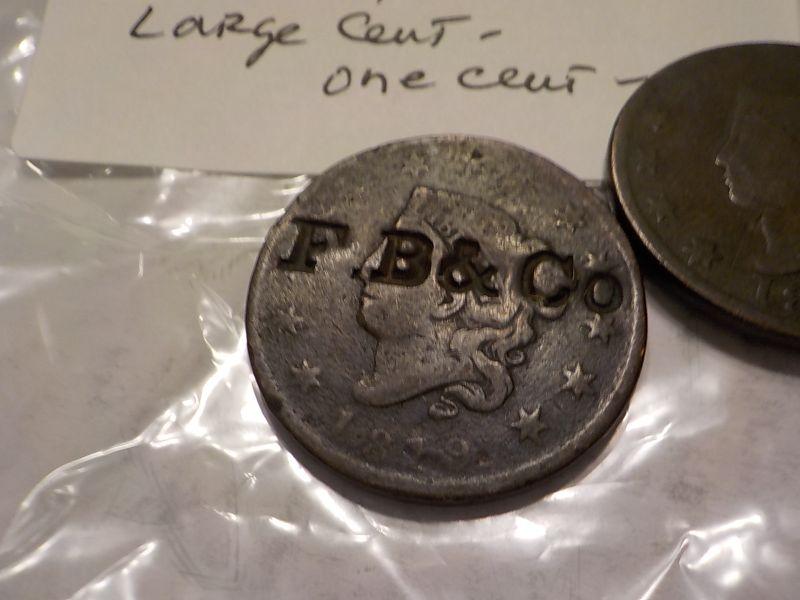 Large Cent -
one cent -
F.B&Co